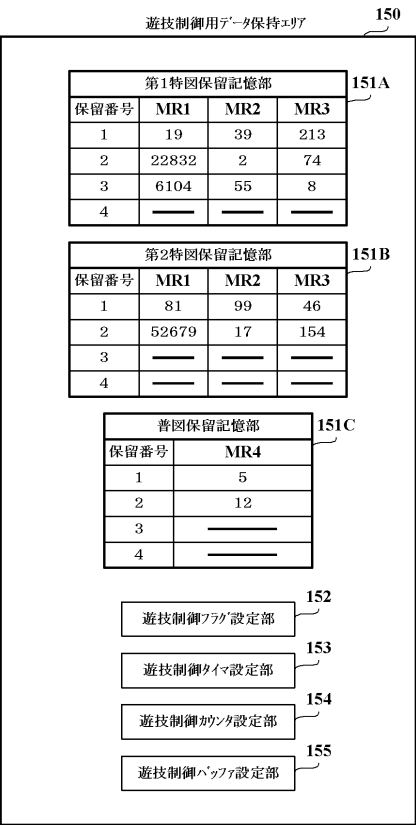 遊技制御用データ保持エリア
150
第1特図保留記憶部
151A
保留番号 MR1 MR2 MR3
1 19 39 213
2 22832 2 74
3 6104 55 8
4 ── ── ──
第2特図保留記憶部
151B
保留番号 MR1 MR2 MR3
1 81 99 46
2 52679 17 154
3 ── ── ──
4 ── ── ──
普図保留記憶部
151C
保留番号 MR4
1 5
2 12
3 ──
4 ──
152
遊技制御フラグ設定部
153
遊技制御タイマ設定部
154
遊技制御カウンタ設定部
155
遊技制御バッファ設定部